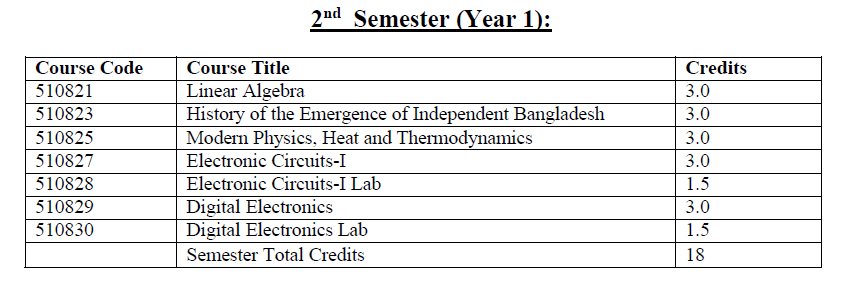 2nd Semester (Year 1):
Course Code Course Title Credits
510821 Linear Algebra 3.0
510823 History of the Emergence of Independent Bangladesh 3.0
510825 Modern Physics, Heat and Thermodynamics 3.0
510827 Electronic Circuits-I 3.0
510828 Electronic Circuits-I Lab 1.5
510829 Digital Electronics 3.0
510830 Digital Electronics Lab 1.5
Semester Total Credits 18